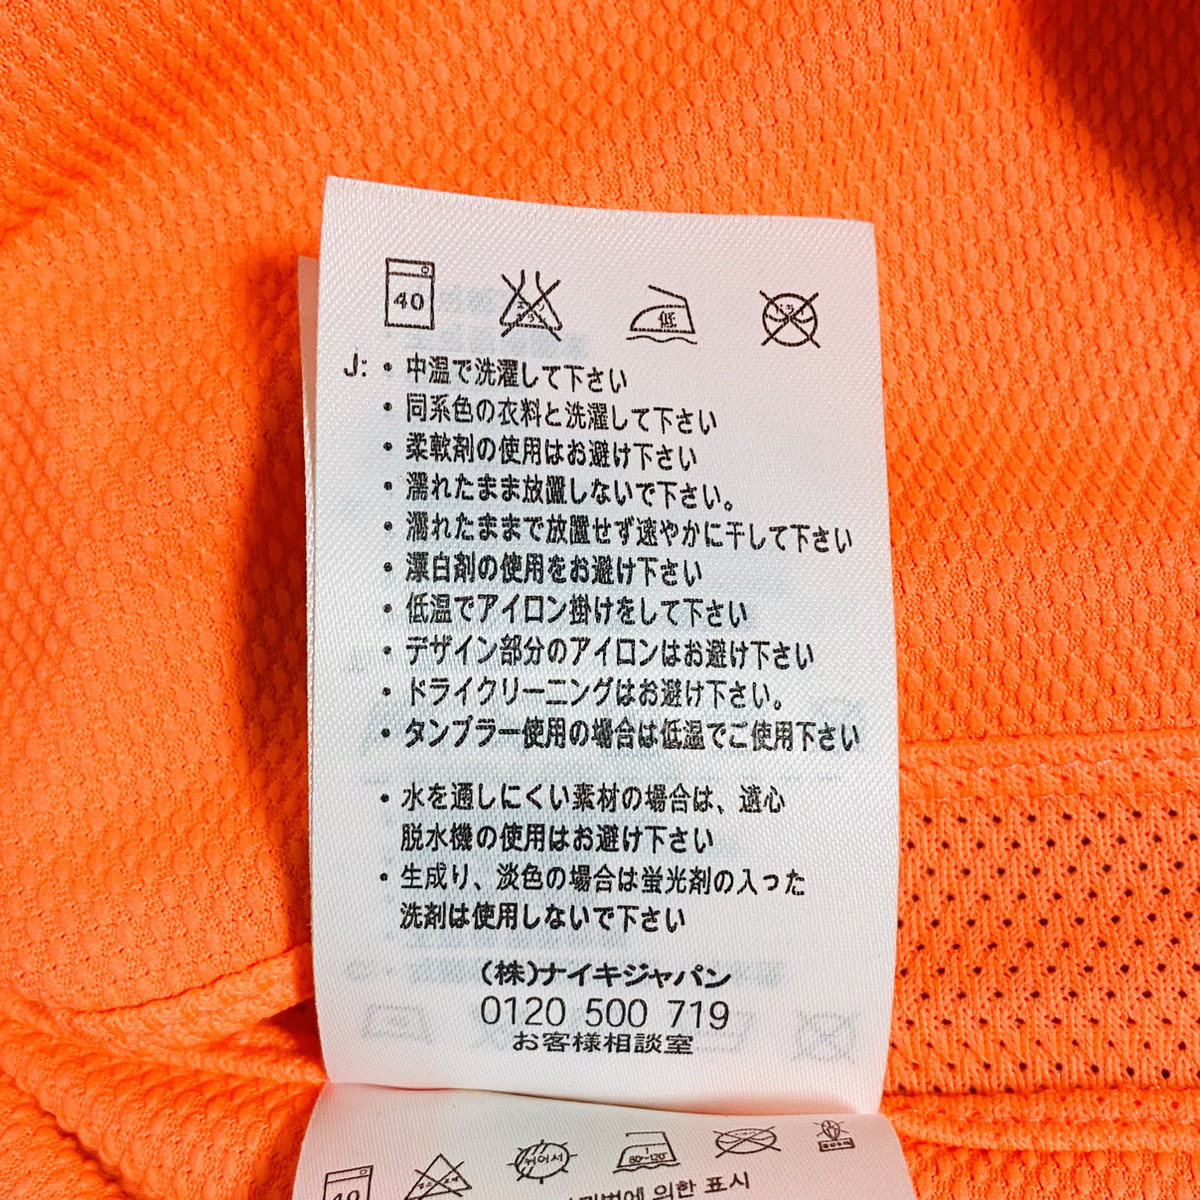 40
低
J: ・中温で洗濯して下さい
・同系色の衣料と洗濯して下さい
・柔軟剤の使用はお避け下さい
・濡れたまま放置しないで下さい。
・濡れたままで放置せず速やかに干して下さい
・漂白剤の使用をお避け下さい
・低温でアイロン掛けをして下さい
・デザイン部分のアイロンはお避け下さい
・ドライクリーニングはお避け下さい。
・タンブラー使用の場合は低温でご使用下さい
・水を通しにくい素材の場合は、遠心
脱水機の使用はお避け下さい
・生成り、淡色の場合は蛍光剤の入った
洗剤は使用しないで下さい
(株)ナイキジャパン
0120 500 719
お客様相談室
40
1
80~120°
에 의한 표시